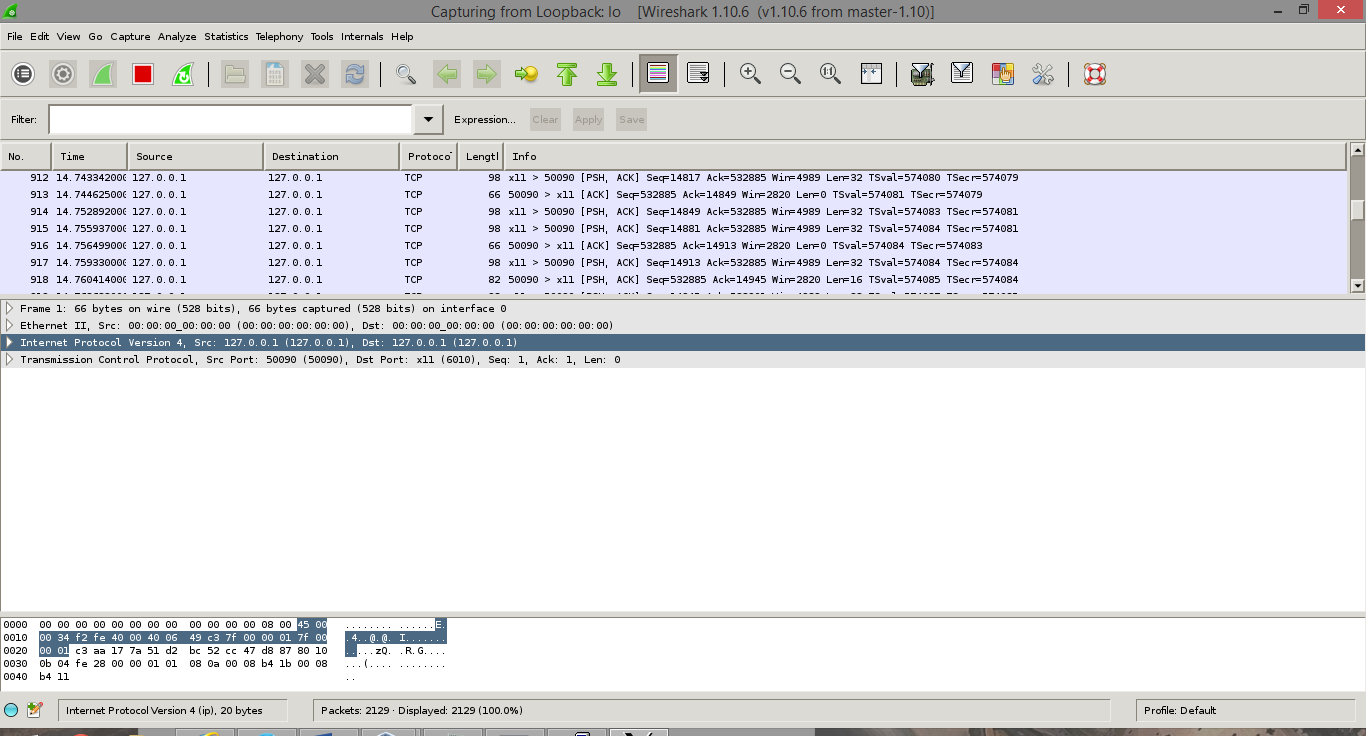 Capturing from Loopback: lo [Wireshark 1.10.6 (v1.10.6 from master-1.10)]
File Edit View Go Capture Analyze Statistics Telephony Tools Internals Help
Filter: Expression... Clear Apply Save
No. Time Source Destination Protoco Lengtl Info
912 14.743342000 127.0.0.1 127.0.0.1 TCP 98 x11 > 50090 [PSH, ACK] Seq=14817 Ack=532885 Win=4989 Len=32 TSval=574080 TSecr=574079
913 14.744625000 127.0.0.1 127.0.0.1 TCP 66 50090 > x11 [ACK] Seq=532885 Ack=14849 Win=2820 Len=0 TSval=574081 TSecr=574079
914 14.752892000 127.0.0.1 127.0.0.1 TCP 98 x11 > 50090 [PSH, ACK] Seq=14849 Ack=532885 Win=4989 Len=32 TSval=574083 TSecr=574081
915 14.755937000 127.0.0.1 127.0.0.1 TCP 98 x11 > 50090 [PSH, ACK] Seq=14881 Ack=532885 Win=4989 Len=32 TSval=574084 TSecr=574081
916 14.756499000 127.0.0.1 127.0.0.1 TCP 66 50090 > x11 [ACK] Seq=532885 Ack=14913 Win=2820 Len=0 TSval=574084 TSecr=574083
917 14.759330000 127.0.0.1 127.0.0.1 TCP 98 x11 > 50090 [PSH, ACK] Seq=14913 Ack=532885 Win=4989 Len=32 TSval=574084 TSecr=574084
918 14.760414000 127.0.0.1 127.0.0.1 TCP 82 50090 > x11 [PSH, ACK] Seq=532885 Ack=14945 Win=2820 Len=16 TSval=574085 TSecr=574084
Frame 1: 66 bytes on wire (528 bits), 66 bytes captured (528 bits) on interface 0
Ethernet II, Src: 00:00:00_00:00:00 (00:00:00:00:00:00), Dst: 00:00:00_00:00:00 (00:00:00:00:00:00)
Internet Protocol Version 4, Src: 127.0.0.1 (127.0.0.1), Dst: 127.0.0.1 (127.0.0.1)
Transmission Control Protocol, Src Port: 50090 (50090), Dst Port: x11 (6010), Seq: 1, Ack: 1, Len: 0
0000 00 00 00 00 00 00 00 00 00 00 00 00 08 00 45 00 ........ ......E.
0010 00 34 f2 fe 40 00 40 06 49 c3 7f 00 00 01 7f 00 .4..@.@. I.......
0020 00 01 c3 aa 17 7a 51 d2 bc 52 cc 47 d8 87 80 10 .....zQ. .R.G....
0030 0b 04 fe 28 00 00 01 01 08 0a 00 08 b4 1b 00 08 ...(.... ........
0040 b4 11 ..
Internet Protocol Version 4 (ip), 20 bytes Packets: 2129 · Displayed: 2129 (100.0%) Profile: Default